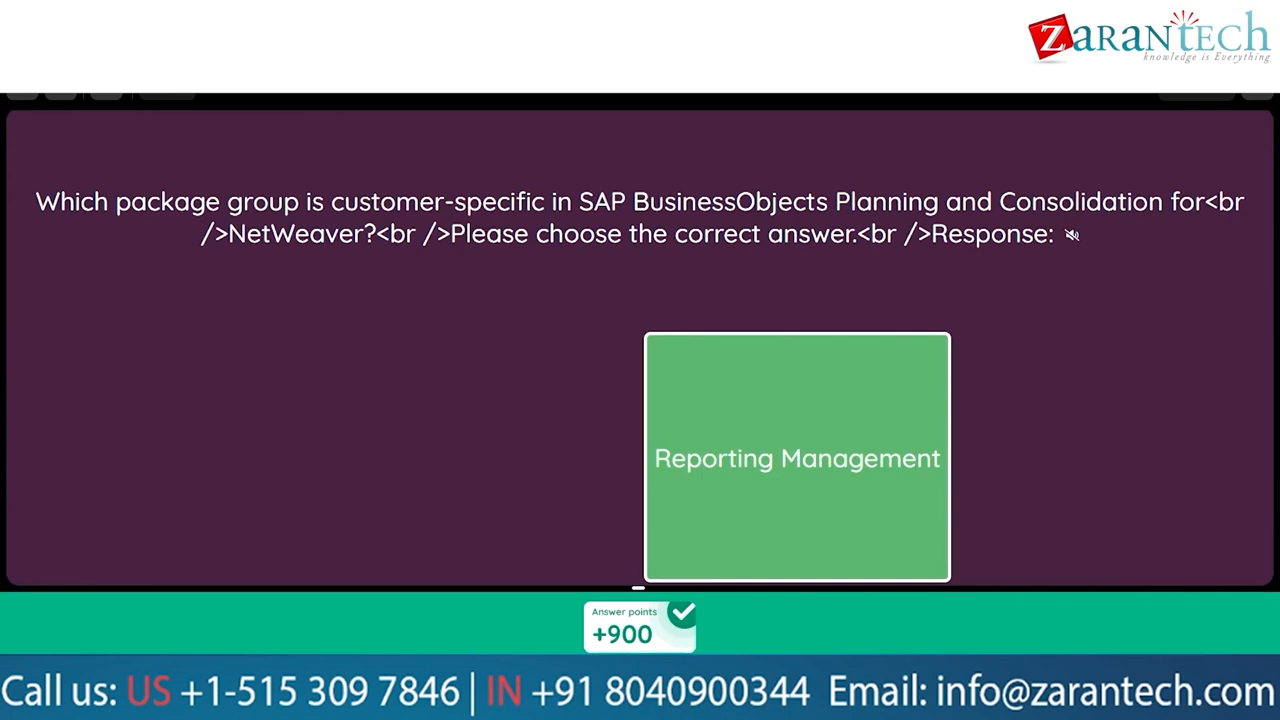 ZARANTECH
knowledge is Everything
Which package group is customer-specific in SAP BusinessObjects Planning and Consolidation for<br
/>NetWeaver?<br />Please choose the correct answer.<br />Response:
Reporting Management
Answer points
+900
Call us: US +1-515 309 7846 | IN +91 8040900344 Email: info@zarantech.com